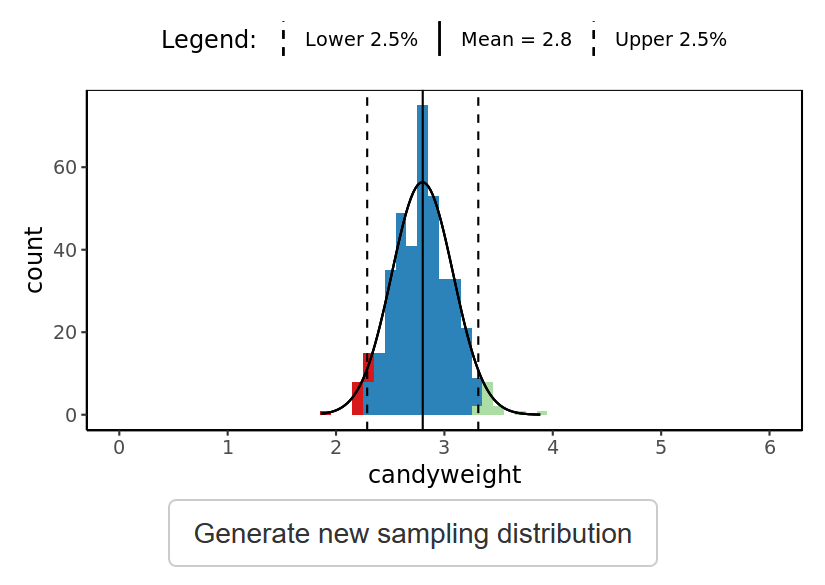 Legend: Lower 2.5% Mean = 2.8 Upper 2.5%
60
40
20
0
count
0 1 2 3 4 5 6
candyweight
Generate new sampling distribution